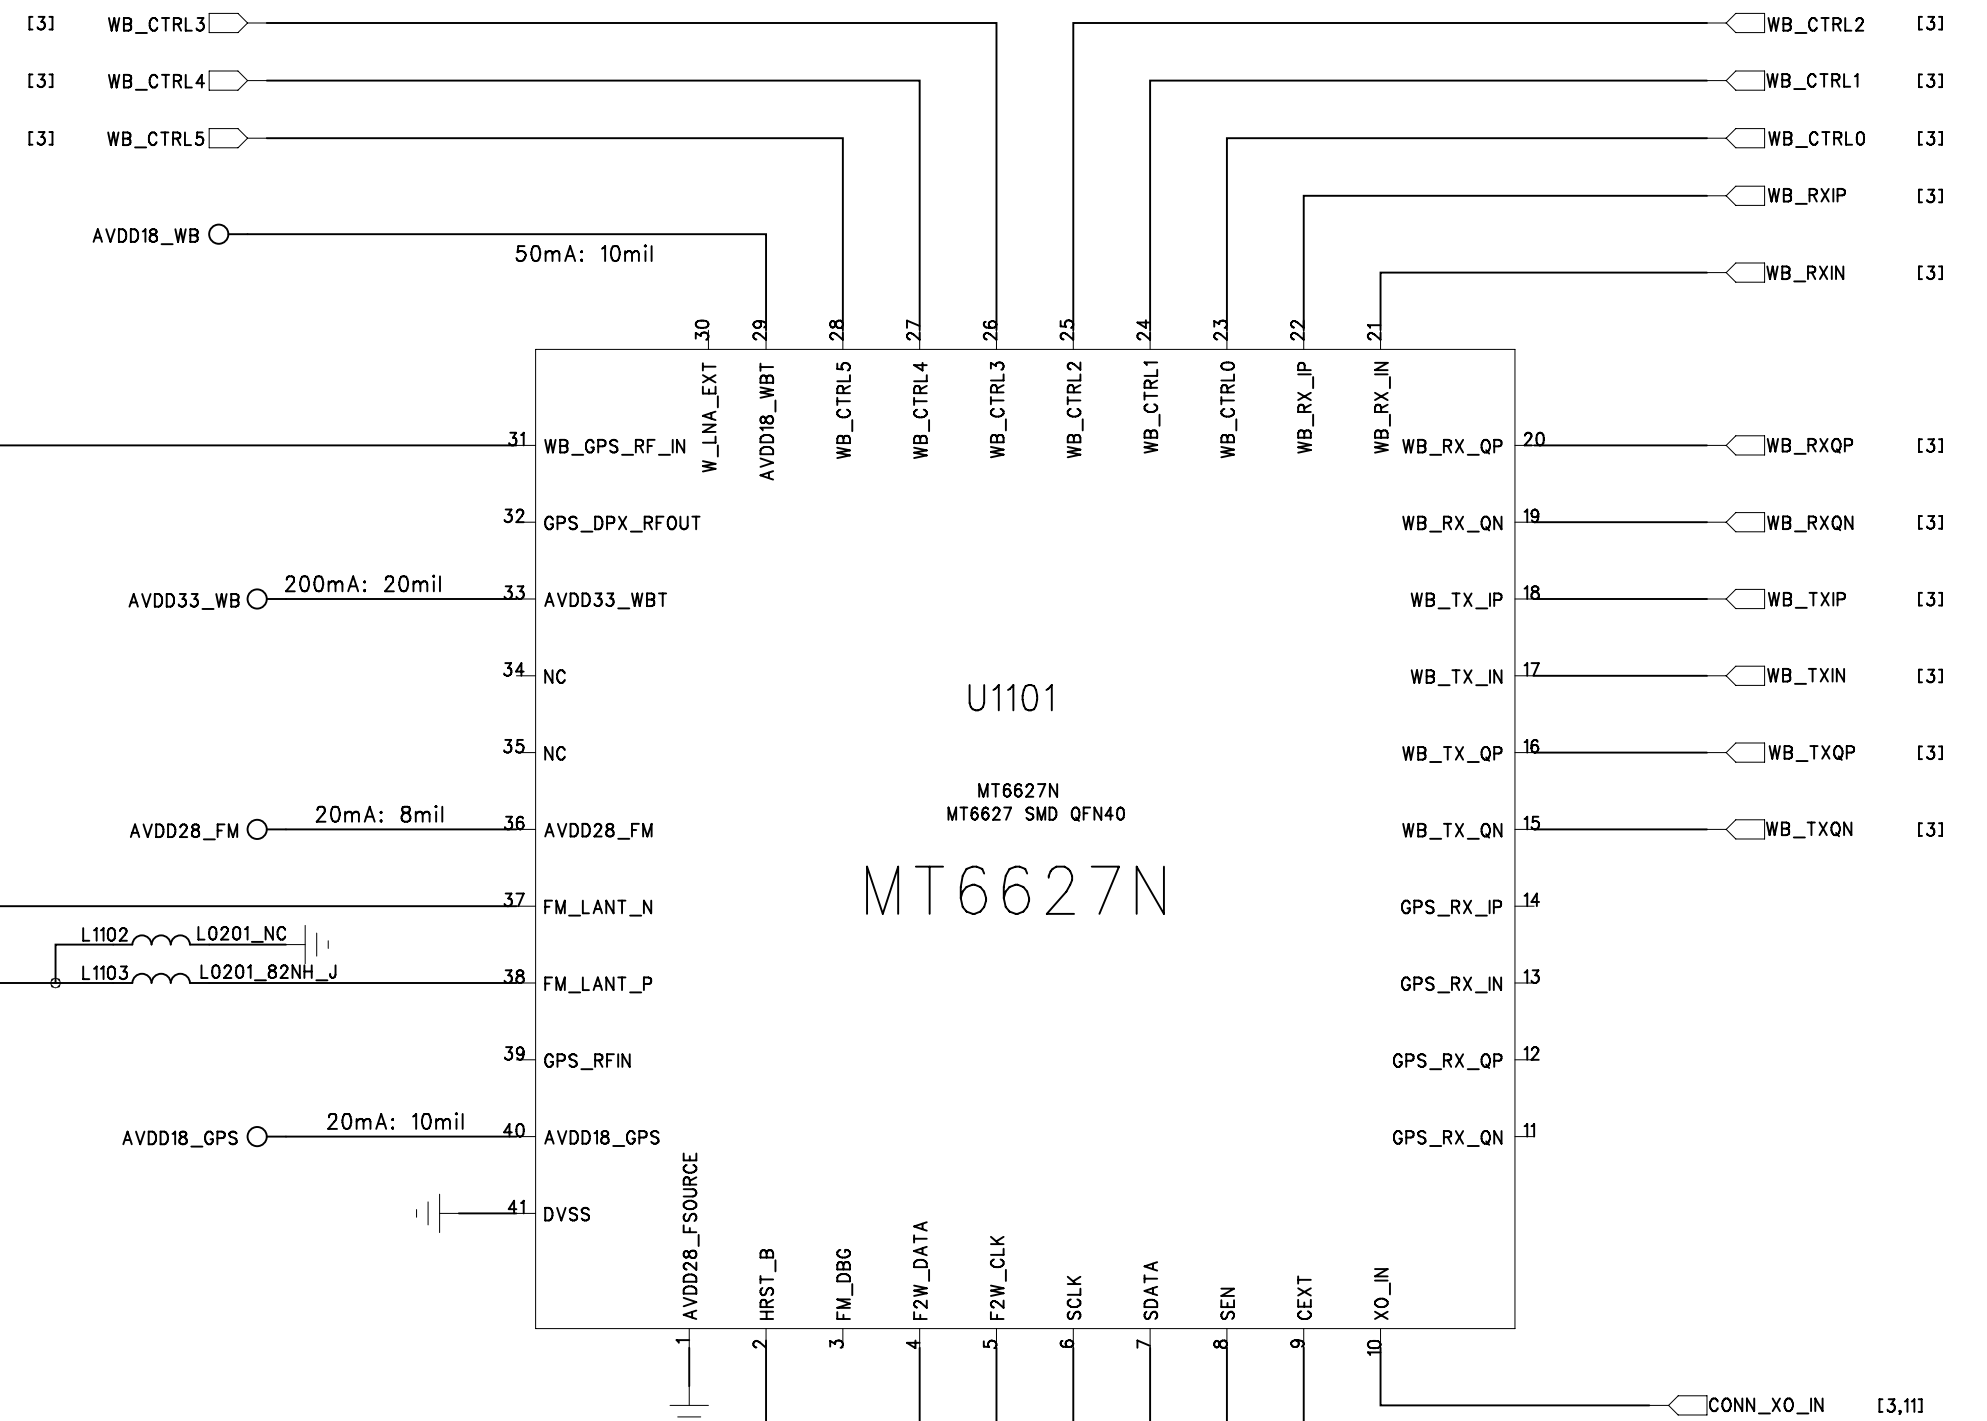 [3] WB_CTRL3
[3] WB_CTRL4
[3] WB_CTRL5
AVDD18_WB
50mA: 10mil
WB_CTRL2 [3]
WB_CTRL1 [3]
WB_CTRL0 [3]
WB_RXIP [3]
WB_RXIN [3]
30 29 28 27 26 25 24 23 22 21
W_LNA_EXT
AVDD18_WBT
WB_CTRL5
WB_CTRL4
WB_CTRL3
WB_CTRL2
WB_CTRL1
WB_CTRL0
WB_RX_IP
WB_RX_IN
31 WB_GPS_RF_IN
32 GPS_DPX_RFOUT
AVDD33_WB 200mA: 20mil 33 AVDD33_WBT
34 NC
35 NC
AVDD28_FM 20mA: 8mil 36 AVDD28_FM
37 FM_LANT_N
L1102 L0201_NC
L1103 L0201_82NH_J 38 FM_LANT_P
39 GPS_RFIN
AVDD18_GPS 20mA: 10mil 40 AVDD18_GPS
41 DVSS
U1101
MT6627N
MT6627 SMD QFN40
MT6627N
WB_RX_QP 20 WB_RXQP [3]
WB_RX_QN 19 WB_RXQN [3]
WB_TX_IP 18 WB_TXIP [3]
WB_TX_IN 17 WB_TXIN [3]
WB_TX_QP 16 WB_TXQP [3]
WB_TX_QN 15 WB_TXQN [3]
GPS_RX_IP 14
GPS_RX_IN 13
GPS_RX_QP 12
GPS_RX_QN 11
AVDD28_FSOURCE
HRST_B
FM_DBG
F2W_DATA
F2W_CLK
SCLK
SDATA
SEN
CEXT
XO_IN
1 2 3 4 5 6 7 8 9 10
CONN_XO_IN [3,11]